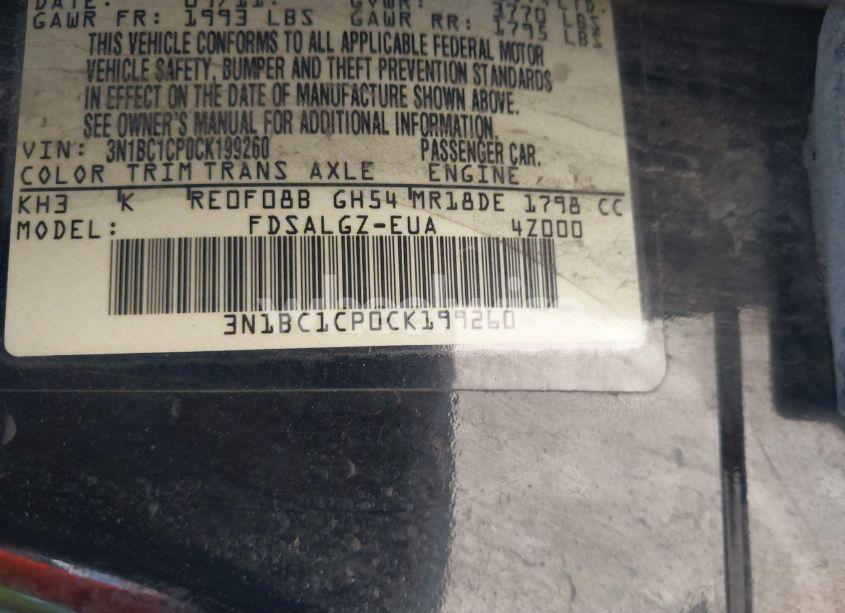 DATE:
GAWR FR: 1993 LBS GAWR RR: 1795 LBS
THIS VEHICLE CONFORMS TO ALL APPLICABLE FEDERAL MOTOR
VEHICLE SAFETY, BUMPER AND THEFT PREVENTION STANDARDS
IN EFFECT ON THE DATE OF MANUFACTURE SHOWN ABOVE.
SEE OWNER'S MANUAL FOR ADDITIONAL INFORMATION.
VIN: 3N1BC1CP0CK199260 PASSENGER CAR.
COLOR TRIM TRANS AXLE ENGINE
KH3 K RE0F08B GH54 MR18DE 1798 CC
MODEL: FDSALGZ-EUA 4Z000
3N1BC1CP0CK199260